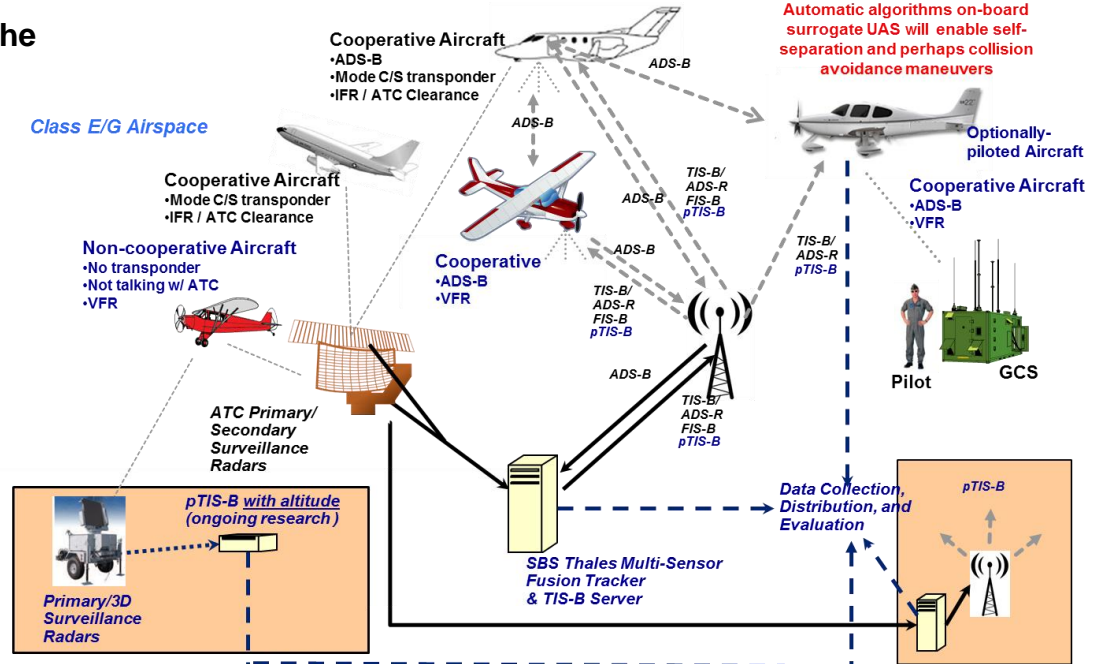 he
Cooperative Aircraft
•ADS-B
•Mode C/S transponder
•IFR / ATC Clearance
Automatic algorithms on-board
surrogate UAS will enable self-
separation and perhaps collision
avoidance maneuvers
ADS-B
Class E/G Airspace
ADS-B
Optionally-
piloted Aircraft
Cooperative Aircraft
•Mode C/S transponder
•IFR / ATC Clearance
TIS-B/
ADS-R
FIS-B
pTIS-B
ADS-B
Cooperative Aircraft
•ADS-B
•VFR
Non-cooperative Aircraft
•No transponder
•Not talking w/ ATC
•VFR
Cooperative
•ADS-B
•VFR
ADS-B
TIS-B/
ADS-R
pTIS-B
TIS-B/
ADS-R
FIS-B
pTIS-B
Pilot
GCS
ADS-B
TIS-B/
ADS-R
FIS-B
pTIS-B
ATC Primary/
Secondary
Surveillance
Radars
pTIS-B with altitude
(ongoing research )
Data Collection,
Distribution, and
Evaluation
pTIS-B
SBS Thales Multi-Sensor
Fusion Tracker
& TIS-B Server
Primary/3D
Surveillance
Radars